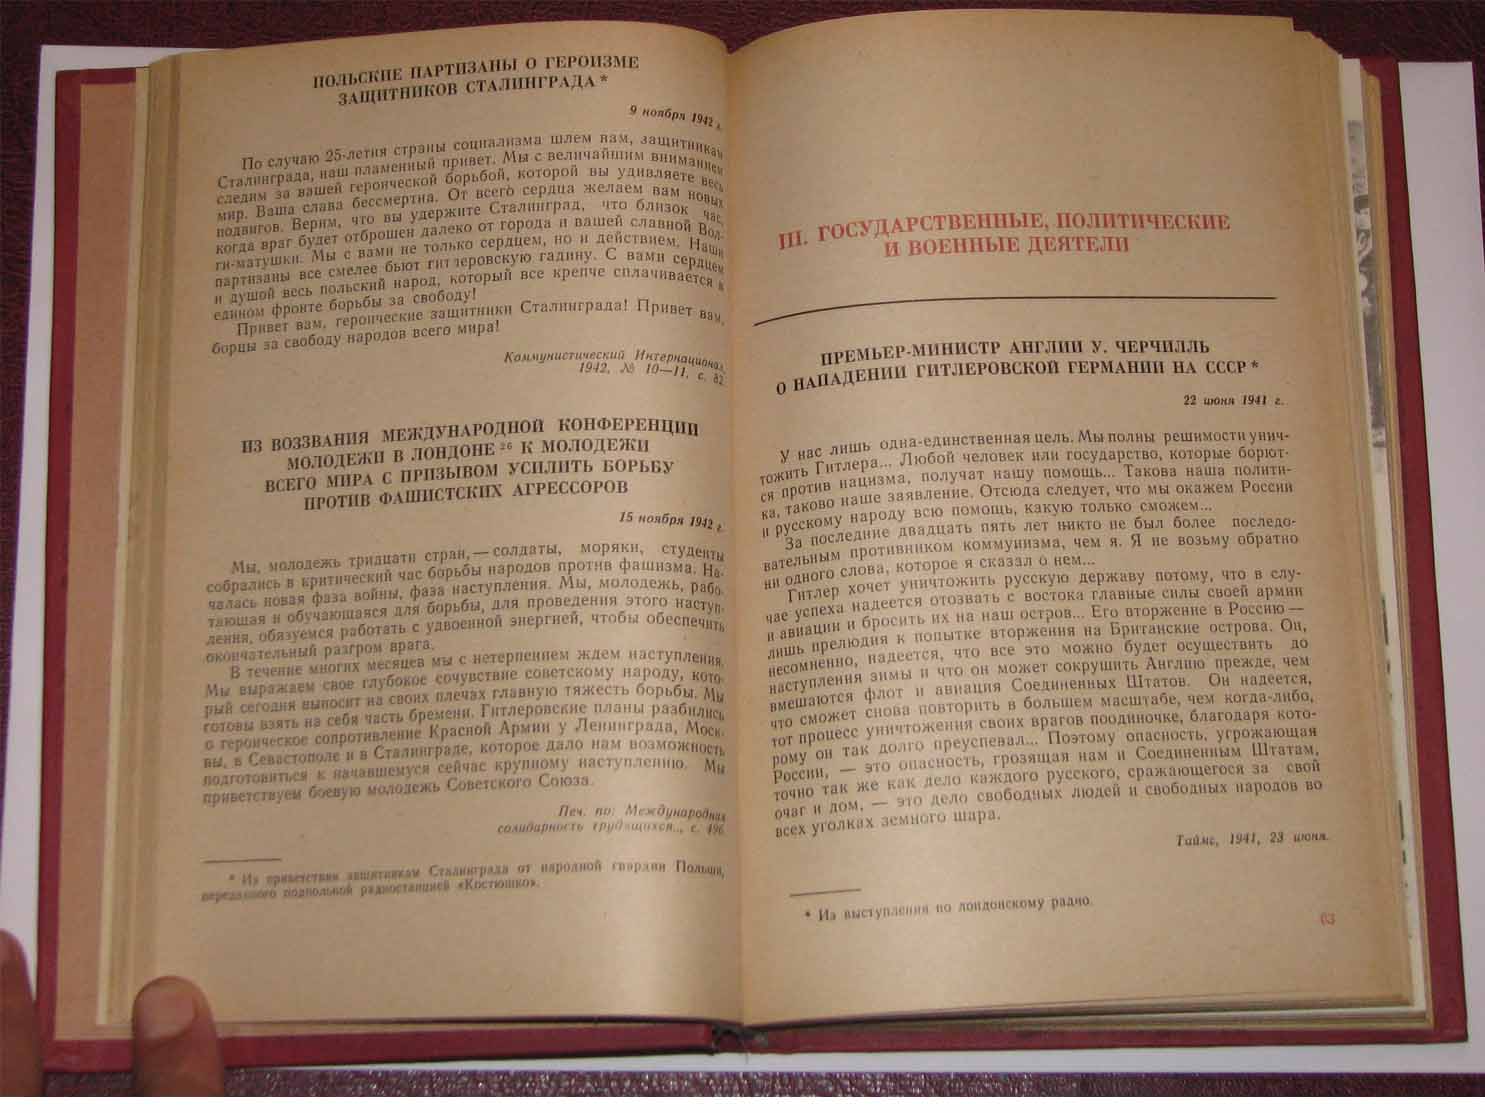 ПОЛЬСКИЕ ПАРТИЗАНЫ О ГЕРОИЗМЕ
ЗАЩИТНИКОВ СТАЛИНГРАДА *
9 ноября 1942 г.
По случаю 25-летия страны социализма шлем вам, защитникам
Сталинграда, наш пламенный привет. Мы с величайшим вниманием
следим за вашей героической борьбой, которой вы удивляете весь
мир. Ваша слава бессмертна. От всего сердца желаем вам новых
подвигов. Верим, что вы удержите Сталинград, что близок час,
когда враг будет отброшен далеко от города и вашей славной Вол-
ги-матушки. Мы с вами не только сердцем, но и действием. Наши
партизаны все смелее бьют гитлеровскую гадину. С вами сердцем
и душой весь польский народ, который все крепче сплачивается в
едином фронте борьбы за свободу!
Привет вам, героические защитники Сталинграда! Привет вам,
борцы за свободу народов всего мира!
Коммунистический Интернационал,
1942, № 10—11, с. 82.
ИЗ ВОЗЗВАНИЯ МЕЖДУНАРОДНОЙ КОНФЕРЕНЦИИ
МОЛОДЕЖИ В ЛОНДОНЕ 26 К МОЛОДЕЖИ
ВСЕГО МИРА С ПРИЗЫВОМ УСИЛИТЬ БОРЬБУ
ПРОТИВ ФАШИСТСКИХ АГРЕССОРОВ
15 ноября 1942 г.
Мы, молодежь тридцати стран,— солдаты, моряки, студенты
собрались в критический час борьбы народов против фашизма. На-
чалась новая фаза войны, фаза наступления. Мы, молодежь, рабо-
тающая и обучающаяся для борьбы, для проведения этого наступ-
ления, обязуемся работать с удвоенной энергией, чтобы обеспечить
окончательный разгром врага.
В течение многих месяцев мы с нетерпением ждем наступления.
Мы выражаем свое глубокое сочувствие советскому народу, кото-
рый сегодня выносит на своих плечах главную тяжесть борьбы. Мы
готовы взять на себя часть бремени. Гитлеровские планы разбились
о героическое сопротивление Красной Армии у Ленинграда, Моск-
вы, в Севастополе и в Сталинграде, которое дало нам возможность
подготовиться к начавшемуся сейчас крупному наступлению. Мы
приветствуем боевую молодежь Советского Союза.
Печ. по: Международная
солидарность трудящихся.., с. 496.
* Из приветствия защитникам Сталинграда от народной гвардии Польши,
переданного подпольной радиостанцией «Костюшко».
III. ГОСУДАРСТВЕННЫЕ, ПОЛИТИЧЕСКИЕ
И ВОЕННЫЕ ДЕЯТЕЛИ
ПРЕМЬЕР-МИНИСТР АНГЛИИ У. ЧЕРЧИЛЛЬ
О НАПАДЕНИИ ГИТЛЕРОВСКОЙ ГЕРМАНИИ НА СССР *
22 июня 1941 г.
У нас лишь одна-единственная цель. Мы полны решимости унич-
тожить Гитлера... Любой человек или государство, которые борют-
ся против нацизма, получат нашу помощь... Такова наша полити-
ка, таково наше заявление. Отсюда следует, что мы окажем России
и русскому народу всю помощь, какую только сможем...
За последние двадцать пять лет никто не был более последо-
вательным противником коммунизма, чем я. Я не возьму обратно
ни одного слова, которое я сказал о нем...
Гитлер хочет уничтожить русскую державу потому, что в слу-
чае успеха надеется отозвать с востока главные силы своей армии
и авиации и бросить их на наш остров... Его вторжение в Россию —
лишь прелюдия к попытке вторжения на Британские острова. Он,
несомненно, надеется, что все это можно будет осуществить до
наступления зимы и что он может сокрушить Англию прежде, чем
вмешаются флот и авиация Соединенных Штатов. Он надеется,
что сможет снова повторить в большем масштабе, чем когда-либо,
тот процесс уничтожения своих врагов поодиночке, благодаря кото-
рому он так долго преуспевал... Поэтому опасность, угрожающая
России, — это опасность, грозящая нам и Соединенным Штатам,
точно так же как дело каждого русского, сражающегося за свой
очаг и дом, — это дело свободных людей и свободных народов во
всех уголках земного шара.
Таймс, 1941, 23 июня.
* Из выступления по лондонскому радио.
63